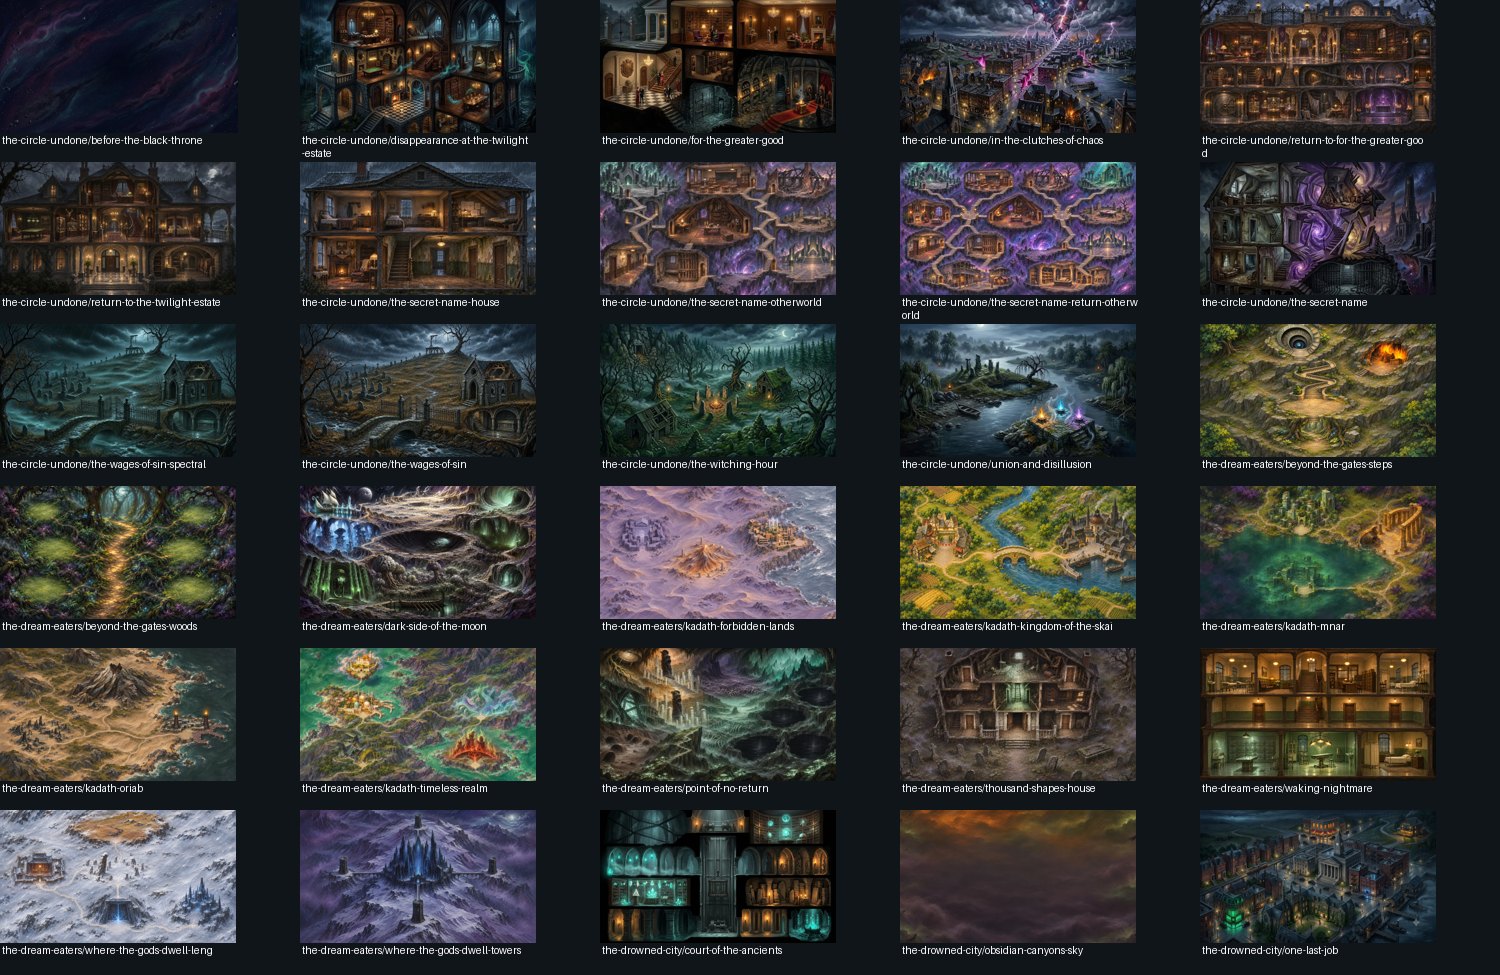 the-circle-undone/before-the-black-throne
the-circle-undone/disappearance-at-the-twilight
-estate
the-circle-undone/for-the-greater-good
the-circle-undone/in-the-clutches-of-chaos
the-circle-undone/return-to-for-the-greater-goo
d
the-circle-undone/return-to-the-twilight-estate
the-circle-undone/the-secret-name-house
the-circle-undone/the-secret-name-otherworld
the-circle-undone/the-secret-name-return-otherw
orld
the-circle-undone/the-secret-name
the-circle-undone/the-wages-of-sin-spectral
the-circle-undone/the-wages-of-sin
the-circle-undone/the-witching-hour
the-circle-undone/union-and-disillusion
the-dream-eaters/beyond-the-gates-steps
the-dream-eaters/beyond-the-gates-woods
the-dream-eaters/dark-side-of-the-moon
the-dream-eaters/kadath-forbidden-lands
the-dream-eaters/kadath-kingdom-of-the-skai
the-dream-eaters/kadath-mnar
the-dream-eaters/kadath-oriab
the-dream-eaters/kadath-timeless-realm
the-dream-eaters/point-of-no-return
the-dream-eaters/thousand-shapes-house
the-dream-eaters/waking-nightmare
the-dream-eaters/where-the-gods-dwell-leng
the-dream-eaters/where-the-gods-dwell-towers
the-drowned-city/court-of-the-ancients
the-drowned-city/obsidian-canyons-sky
the-drowned-city/one-last-job